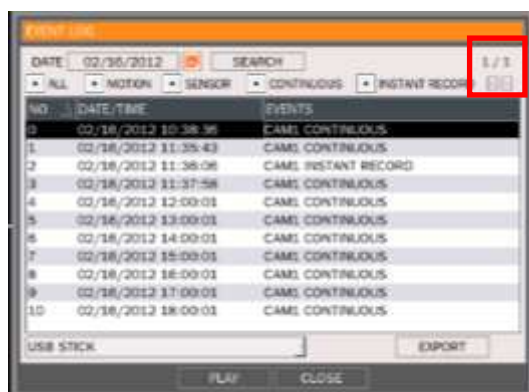 EVENT LOG
DATE 02/16/2012 SEARCH 1 / 1
ALL MOTION SENSOR CONTINUOUS INSTANT RECORD
NO DATE/TIME EVENTS
0 02/16/2012 10:38:36 CAM1 CONTINUOUS
1 02/16/2012 11:35:43 CAM1 CONTINUOUS
2 02/16/2012 11:36:06 CAM1 INSTANT RECORD
3 02/16/2012 11:37:58 CAM1 CONTINUOUS
4 02/16/2012 12:00:01 CAM1 CONTINUOUS
5 02/16/2012 13:00:01 CAM1 CONTINUOUS
6 02/16/2012 14:00:01 CAM1 CONTINUOUS
7 02/16/2012 15:00:01 CAM1 CONTINUOUS
8 02/16/2012 16:00:01 CAM1 CONTINUOUS
9 02/16/2012 17:00:01 CAM1 CONTINUOUS
10 02/16/2012 18:00:01 CAM1 CONTINUOUS
USB STICK EXPORT
PLAY CLOSE